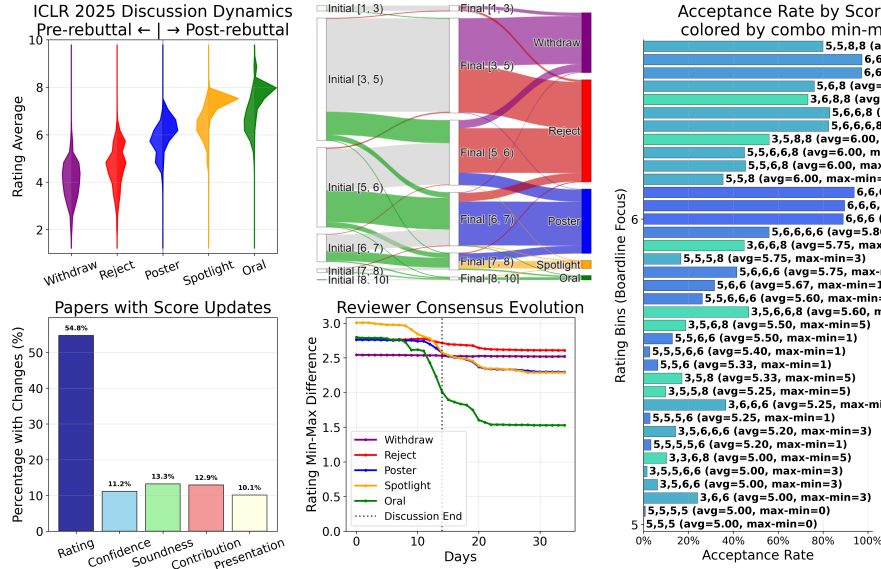 ICLR 2025 Discussion Dynamics
Pre-rebuttal ← | → Post-rebuttal
Rating Average
10
8
6
4
2
Withdraw
Reject
Poster
Spotlight
Oral
Initial [1, 3)
Initial [3, 5)
Initial [5, 6)
Initial [6, 7)
Initial [7, 8)
Initial [8, 10)
Final [1, 3)
Final [3, 5)
Final [5, 6)
Final [6, 7)
Final [7, 8)
Final [8, 10)
Withdraw
Reject
Poster
Spotlight
Oral
Papers with Score Updates
Percentage with Changes (%)
50
40
30
20
10
0
54.8%
11.2%
13.3%
12.9%
10.1%
Rating
Confidence
Soundness
Contribution
Presentation
Reviewer Consensus Evolution
Rating Min-Max Difference
3.0
2.5
2.0
1.5
1.0
0.5
0.0
Withdraw
Reject
Poster
Spotlight
Oral
Discussion End
0
10
20
30
Days
Acceptance Rate by Scor
colored by combo min-m
Rating Bins (Boardline Focus)
6
5
5,5,8,8 (a
6,6
6,6
5,6,8 (avg=
3,6,8,8 (avg=
5,6,6,8 (
5,6,6,6,8
3,5,8,8 (avg=6.00,
5,5,6,6,8 (avg=6.00, m
5,5,6,8 (avg=6.00, max
5,5,8 (avg=6.00, max-min=
6,6,6,
6,6,
6,6,6 (
5,6,6,6,6 (avg=5.80
3,6,6,8 (avg=5.75, max
5,5,5,8 (avg=5.75, max-min=3)
5,6,6,6 (avg=5.75, max-m
5,6,6 (avg=5.67, max-min=1
5,5,6,6,6 (avg=5.60, max-m
3,5,6,6,8 (avg=5.60, m
3,5,6,8 (avg=5.50, max-min=5)
5,5,6,6 (avg=5.50, max-min=1)
5,5,5,6,6 (avg=5.40, max-min=1)
5,5,6 (avg=5.33, max-min=1)
3,5,8 (avg=5.33, max-min=5)
3,5,5,8 (avg=5.25, max-min=5)
3,6,6,6 (avg=5.25, max-mi
5,5,5,6 (avg=5.25, max-min=1)
3,5,6,6,6 (avg=5.20, max-min=3)
5,5,5,5,6 (avg=5.20, max-min=1)
3,3,6,8 (avg=5.00, max-min=5)
3,5,5,6,6 (avg=5.00, max-min=3)
3,5,6,6 (avg=5.00, max-min=3)
3,6,6 (avg=5.00, max-min=3)
5,5,5,5 (avg=5.00, max-min=0)
5,5,5 (avg=5.00, max-min=0)
0%
20%
40%
60%
80%
100%
Acceptance Rate